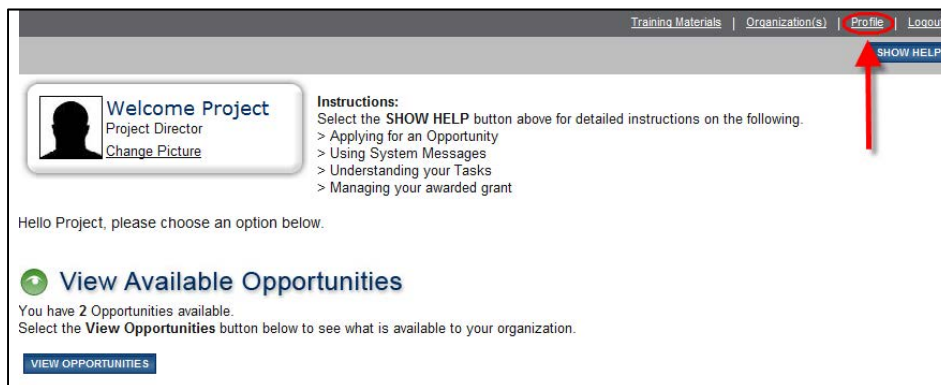 Training Materials | Organization(s) | Profile | Logout
SHOW HELP
Welcome Project
Project Director
Change Picture
Instructions:
Select the SHOW HELP button above for detailed instructions on the following.
> Applying for an Opportunity
> Using System Messages
> Understanding your Tasks
> Managing your awarded grant
Hello Project, please choose an option below.
View Available Opportunities
You have 2 Opportunities available.
Select the View Opportunities button below to see what is available to your organization.
VIEW OPPORTUNITIES